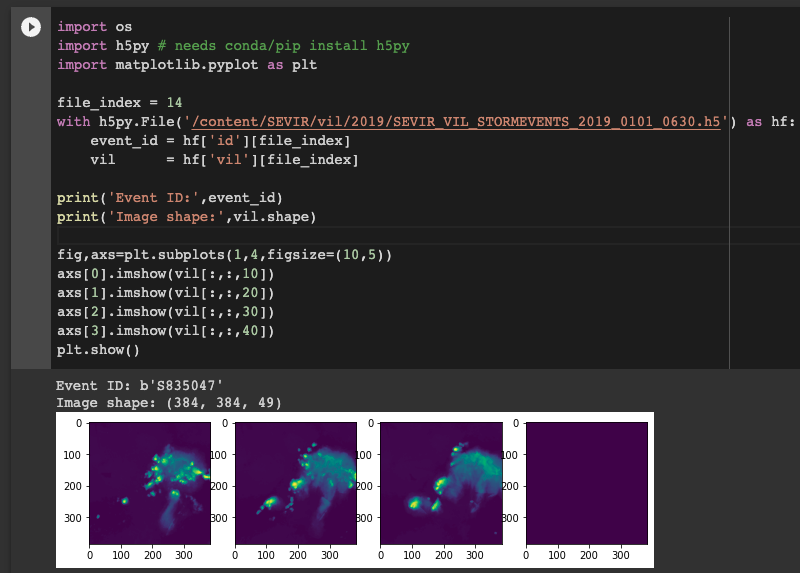 import os
import h5py # needs conda/pip install h5py
import matplotlib.pyplot as plt
file_index = 14
with h5py.File('/content/SEVIR/vil/2019/SEVIR_VIL_STORMEVENTS_2019_0101_0630.h5') as hf:
    event_id = hf['id'][file_index]
    vil      = hf['vil'][file_index]
print('Event ID:',event_id)
print('Image shape:',vil.shape)
fig,axs=plt.subplots(1,4,figsize=(10,5))
axs[0].imshow(vil[:,:,10])
axs[1].imshow(vil[:,:,20])
axs[2].imshow(vil[:,:,30])
axs[3].imshow(vil[:,:,40])
plt.show()
Event ID: b'S835047'
Image shape: (384, 384, 49)
0 0 0 0
100 100 100 100
200 200 200 200
300 300 300 300
0 100 200 300 0 100 200 300 0 100 200 300 0 100 200 300